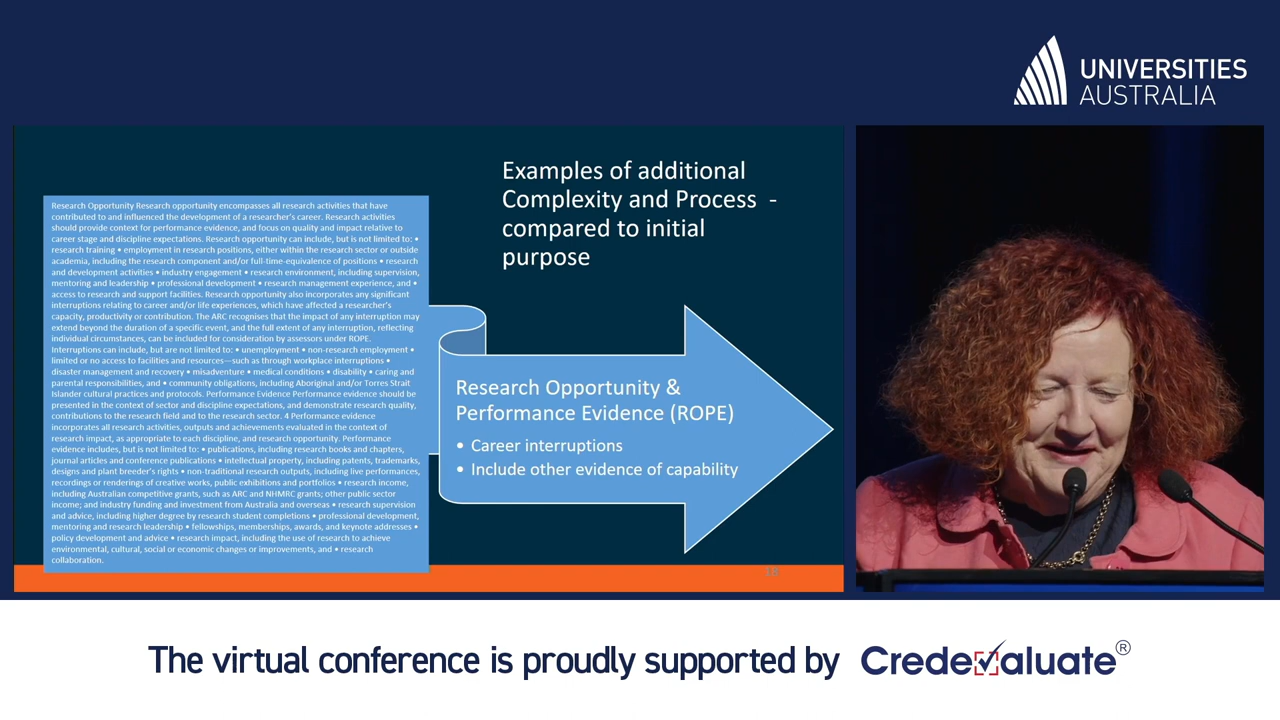 UNIVERSITIES
AUSTRALIA
Examples of additional
Complexity and Process -
compared to initial
purpose
Research Opportunity Research opportunity encompasses all research activities that have
contributed to and influenced the development of a researcher's career. Research activities
should provide context for performance evidence, and focus on quality and impact relative to
career stage and discipline expectations. Research opportunity can include, but is not limited to: •
research training • employment in research positions, either within the research sector or outside
academia, including the research component and/or full-time-equivalence of positions • research
and development activities • industry engagement • research environment, including supervision,
mentoring and leadership • professional development • research management experience, and •
access to research and support facilities. Research opportunity also incorporates any significant
interruptions relating to career and/or life experiences, which have affected a researcher's
capacity, productivity or contribution. The ARC recognises that the impact of any interruption may
extend beyond the duration of a specific event, and the full extent of any interruption, reflecting
individual circumstances, can be included for consideration by assessors under ROPE.
Interruptions can include, but are not limited to: • unemployment • non-research employment •
limited or no access to facilities and resources—such as through workplace interruptions •
disaster management and recovery • misadventure • medical conditions • disability • caring and
parental responsibilities, and • community obligations, including Aboriginal and/or Torres Strait
Islander cultural practices and protocols. Performance Evidence Performance evidence should be
presented in the context of sector and discipline expectations, and demonstrate research quality,
contributions to the research field and to the research sector. 4 Performance evidence
incorporates all research activities, outputs and achievements evaluated in the context of
research impact, as appropriate to each discipline, and research opportunity. Performance
evidence includes, but is not limited to: • publications, including research books and chapters,
journal articles and conference publications • intellectual property, including patents, trademarks,
designs and plant breeder's rights • non-traditional research outputs, including live performances,
recordings or renderings of creative works, public exhibitions and portfolios • research income,
including Australian competitive grants, such as ARC and NHMRC grants; other public sector
income; and industry funding and investment from Australia and overseas • research supervision
and advice, including higher degree by research student completions • professional development,
mentoring and research leadership • fellowships, memberships, awards, and keynote addresses •
policy development and advice • research impact, including the use of research to achieve
environmental, cultural, social or economic changes or improvements, and • research
collaboration.
Research Opportunity &
Performance Evidence (ROPE)
• Career interruptions
• Include other evidence of capability
18
The virtual conference is proudly supported by Credevaluate®